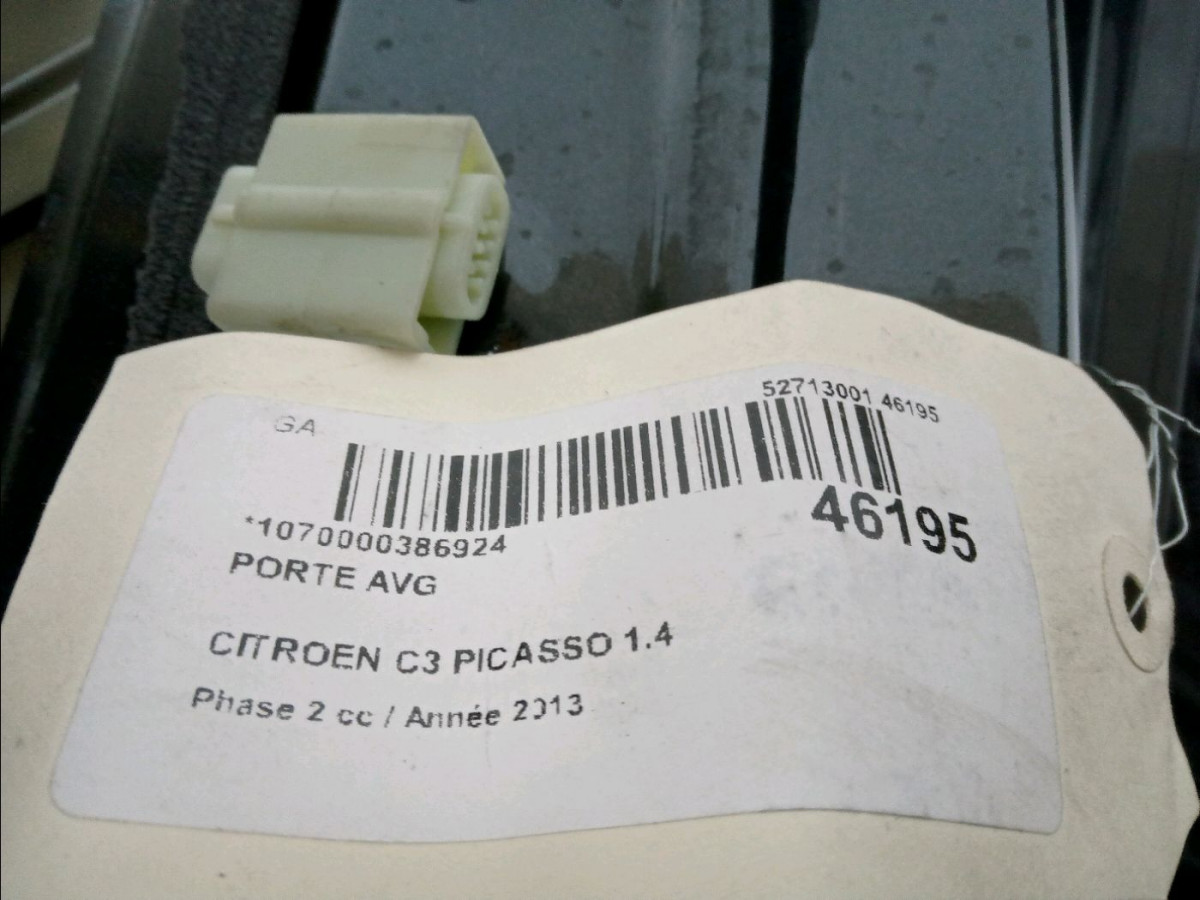 GA
52713001 46195
*1070000386924
46195
PORTE AVG
CITROEN C3 PICASSO 1.4
Phase 2 cc / Année 2013